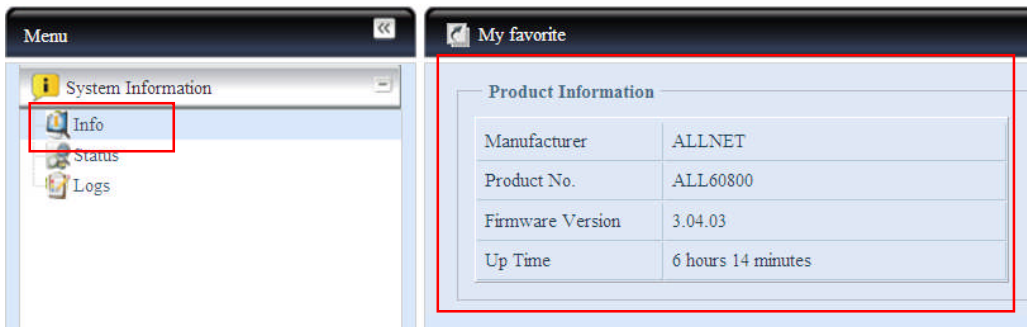 Menu
My favorite
System Information
Info
Status
Logs
Product Information
Manufacturer ALLNET
Product No. ALL60800
Firmware Version 3.04.03
Up Time 6 hours 14 minutes